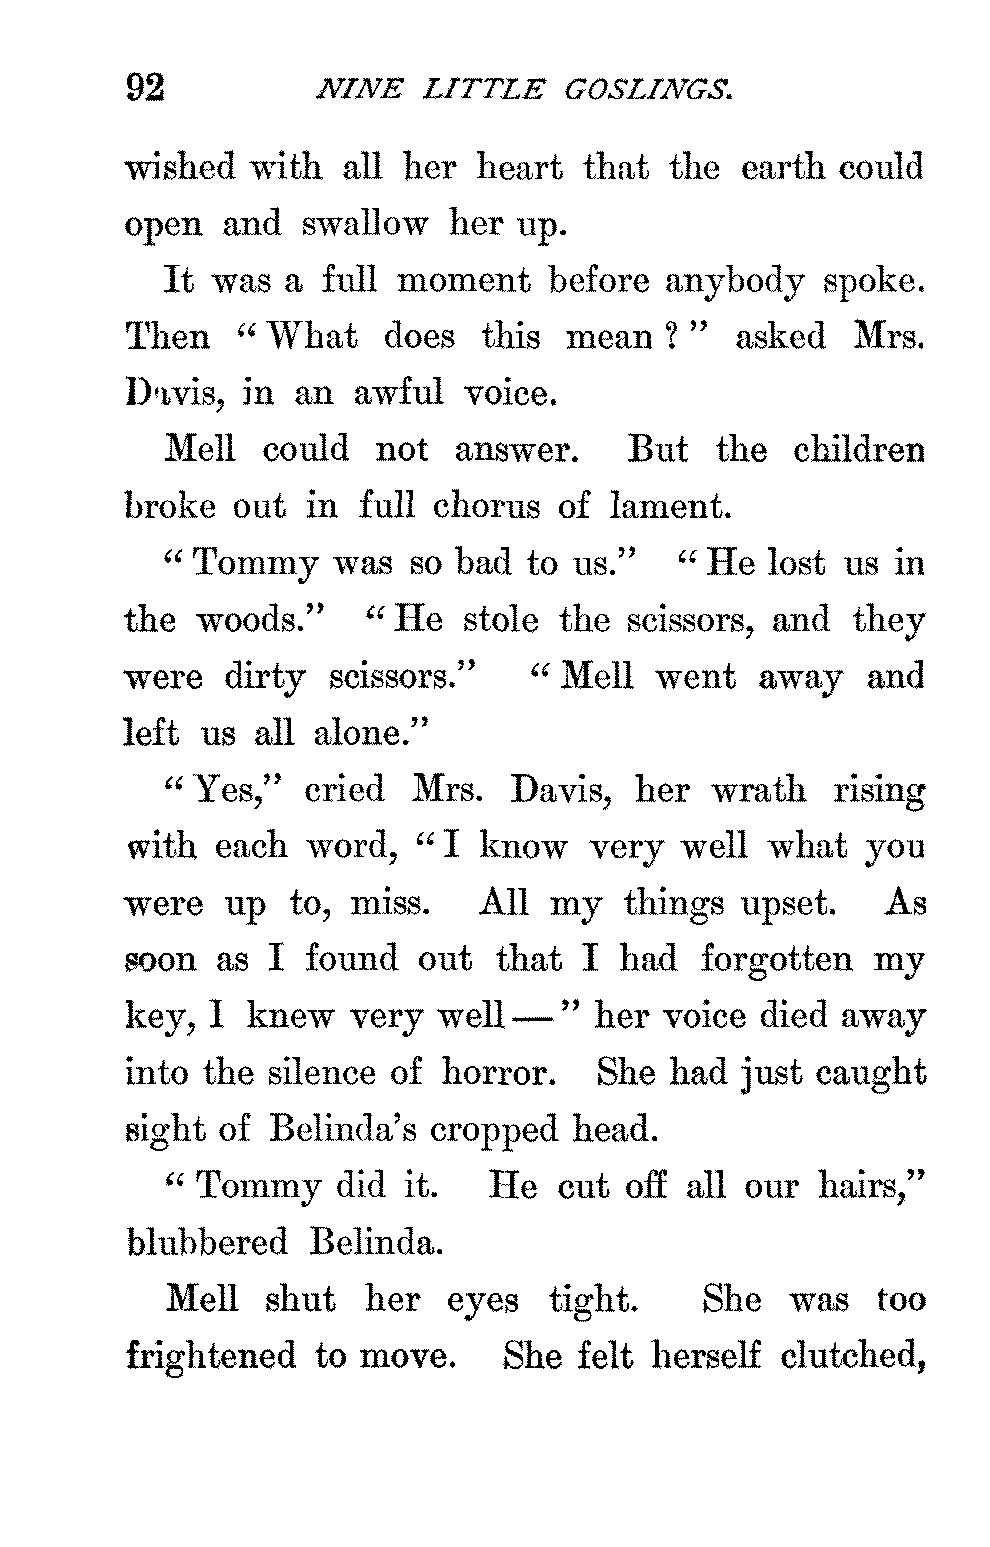 92 NINE LITTLE GOSLINGS.
wished with all her heart that the earth could
open and swallow her up.
It was a full moment before anybody spoke.
Then “What does this mean?” asked Mrs.
Davis, in an awful voice.
Mell could not answer. But the children
broke out in full chorus of lament.
“Tommy was so bad to us.” “He lost us in
the woods.” “He stole the scissors, and they
were dirty scissors.” “Mell went away and
left us all alone.”
“Yes,” cried Mrs. Davis, her wrath rising
with each word, “I know very well what you
were up to, miss. All my things upset. As
soon as I found out that I had forgotten my
key, I knew very well—” her voice died away
into the silence of horror. She had just caught
sight of Belinda’s cropped head.
“Tommy did it. He cut off all our hairs,”
blubbered Belinda.
Mell shut her eyes tight. She was too
frightened to move. She felt herself clutched,